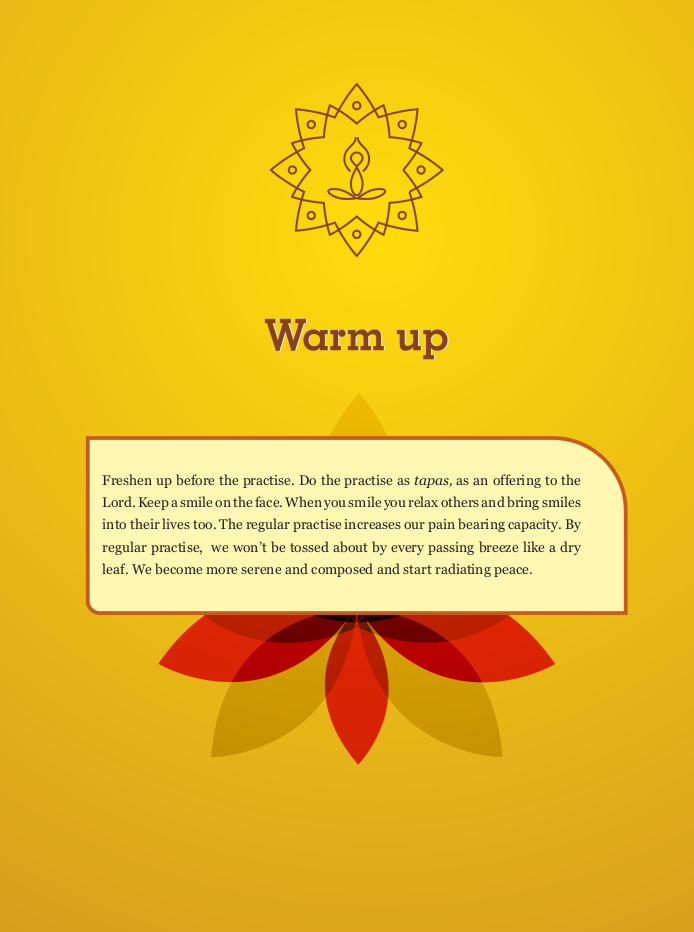 Warm up
Freshen up before the practise. Do the practise as tapas, as an offering to the
Lord. Keep a smile on the face. When you smile you relax others and bring smiles
into their lives too. The regular practise increases our pain bearing capacity. By
regular practise,  we won’t be tossed about by every passing breeze like a dry
leaf. We become more serene and composed and start radiating peace.